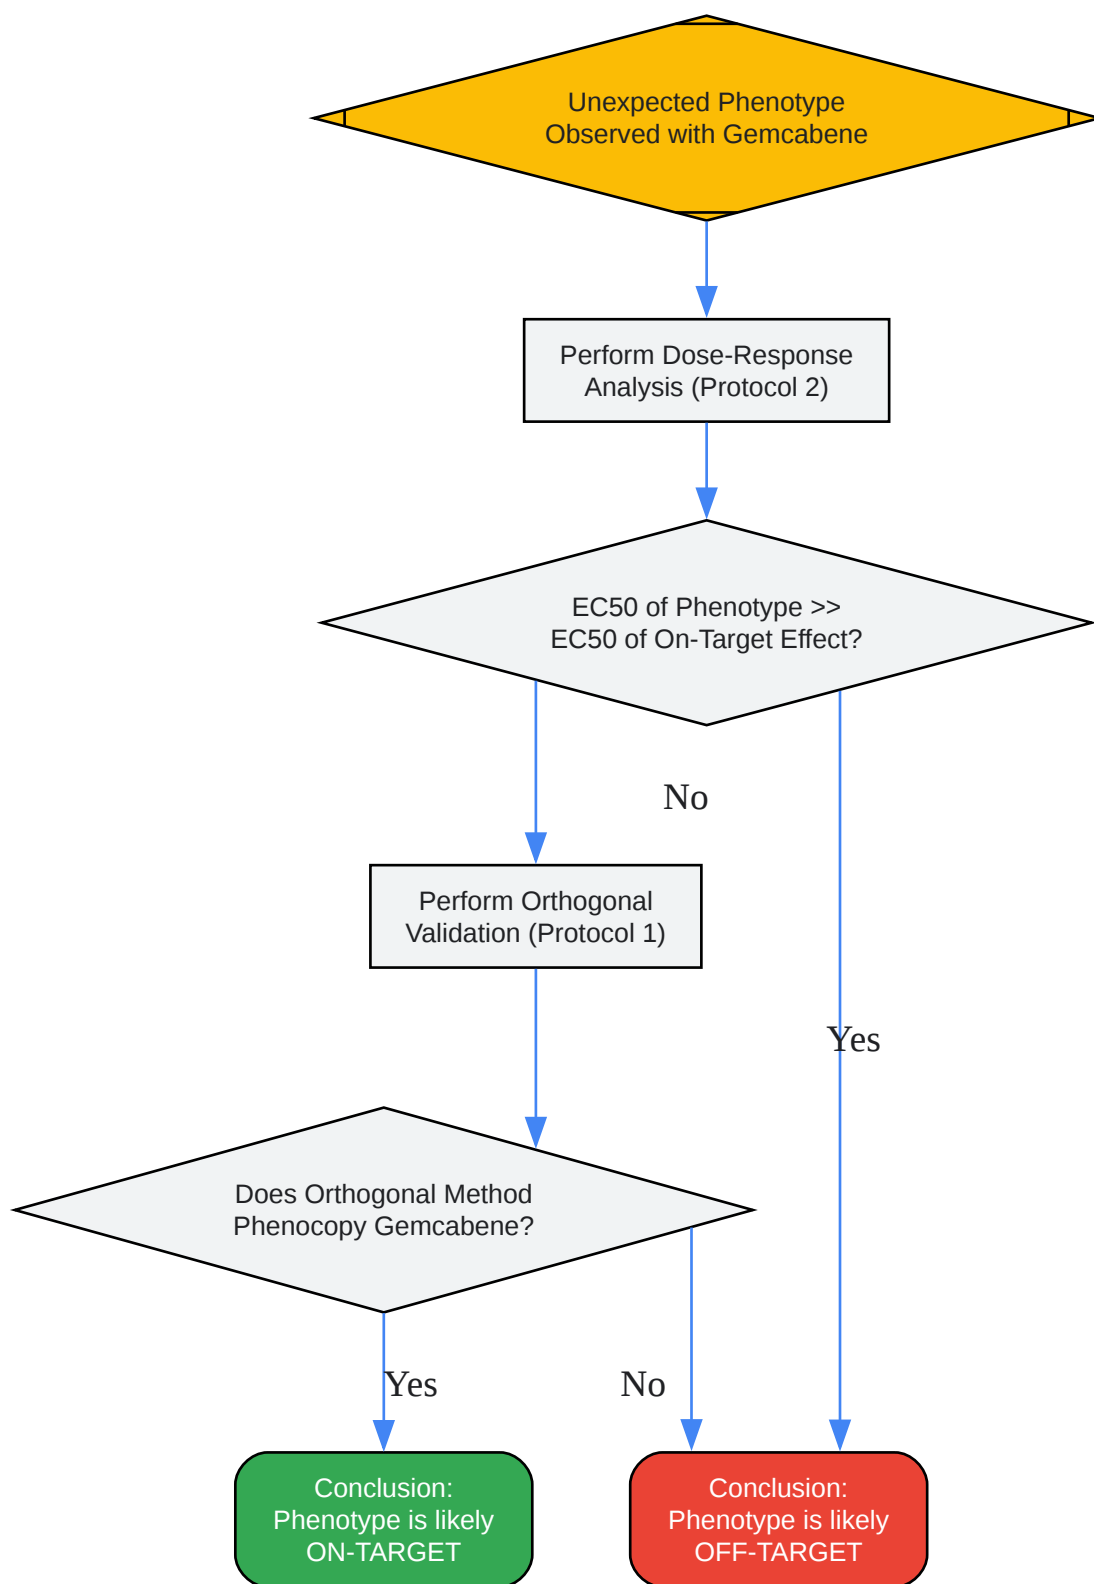 Unexpected Phenotype
Observed with Gemcabene
Perform Dose-Response
Analysis (Protocol 2)
EC50 of Phenotype >>
EC50 of On-Target Effect?
No
Perform Orthogonal
Validation (Protocol 1)
Yes
Does Orthogonal Method
Phenocopy Gemcabene?
Yes
No
Conclusion:
Phenotype is likely
ON-TARGET
Conclusion:
Phenotype is likely
OFF-TARGET